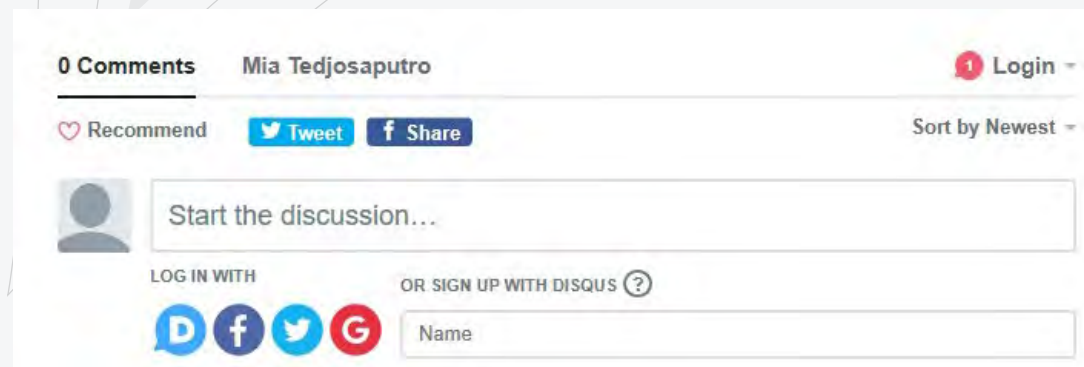 0 Comments Mia Tedjosaputro 1 Login
Recommend Tweet f Share Sort by Newest
Start the discussion…
LOG IN WITH
OR SIGN UP WITH DISQUS ?
D f G
Name